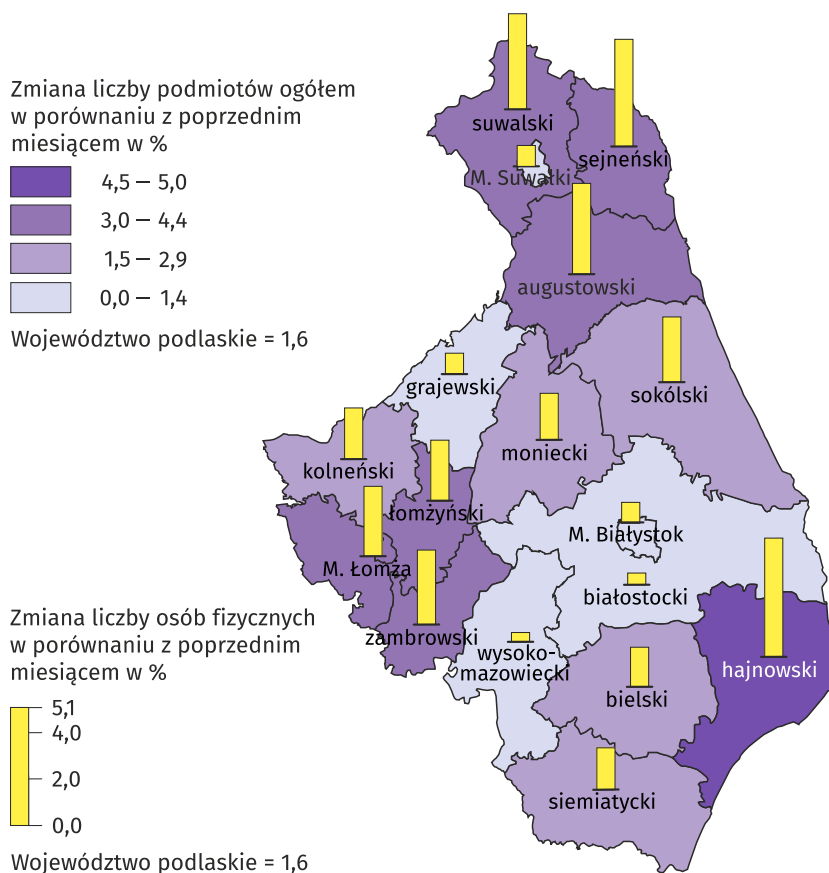 Zmiana liczby podmiotów ogółem
w porównaniu z poprzednim
miesiącem w %
4,5 – 5,0
3,0 – 4,4
1,5 – 2,9
0,0 – 1,4
Województwo podlaskie = 1,6
suwalski
sejneński
M. Suwałki
augustowski
grajewski
sokólski
moniecki
kolneński
łomżyński
M. Białystok
M. Łomża
białostocki
zambrowski
wysoko-
mazowiecki
hajnowski
bielski
siemiatycki
Zmiana liczby osób fizycznych
w porównaniu z poprzednim
miesiącem w %
5,1
4,0
2,0
0,0
Województwo podlaskie = 1,6